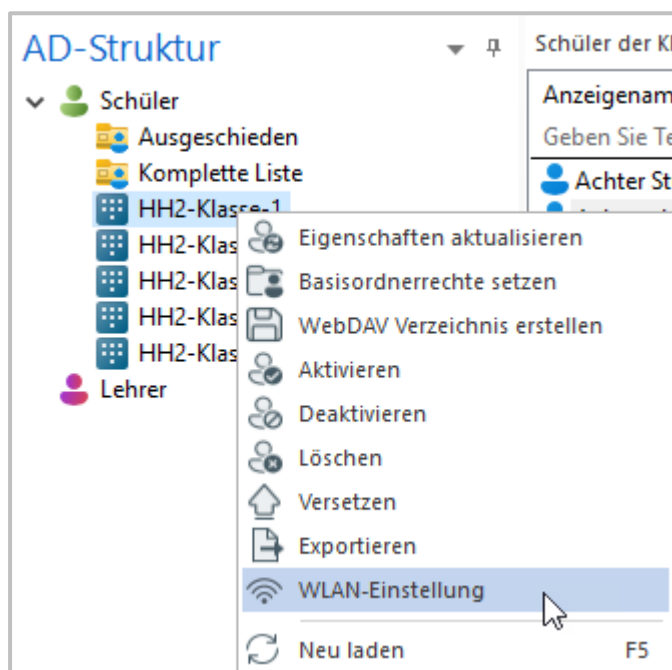 AD-Struktur
Schüler
Ausgeschieden
Komplette Liste
HH2-Klasse-1
HH2-Klas
HH2-Klas
HH2-Klas
HH2-Klas
Lehrer
Schüler der Kl
Anzeigenam
Geben Sie Te
Achter St
Eigenschaften aktualisieren
Basisordnerrechte setzen
WebDAV Verzeichnis erstellen
Aktivieren
Deaktivieren
Löschen
Versetzen
Exportieren
WLAN-Einstellung
Neu laden F5